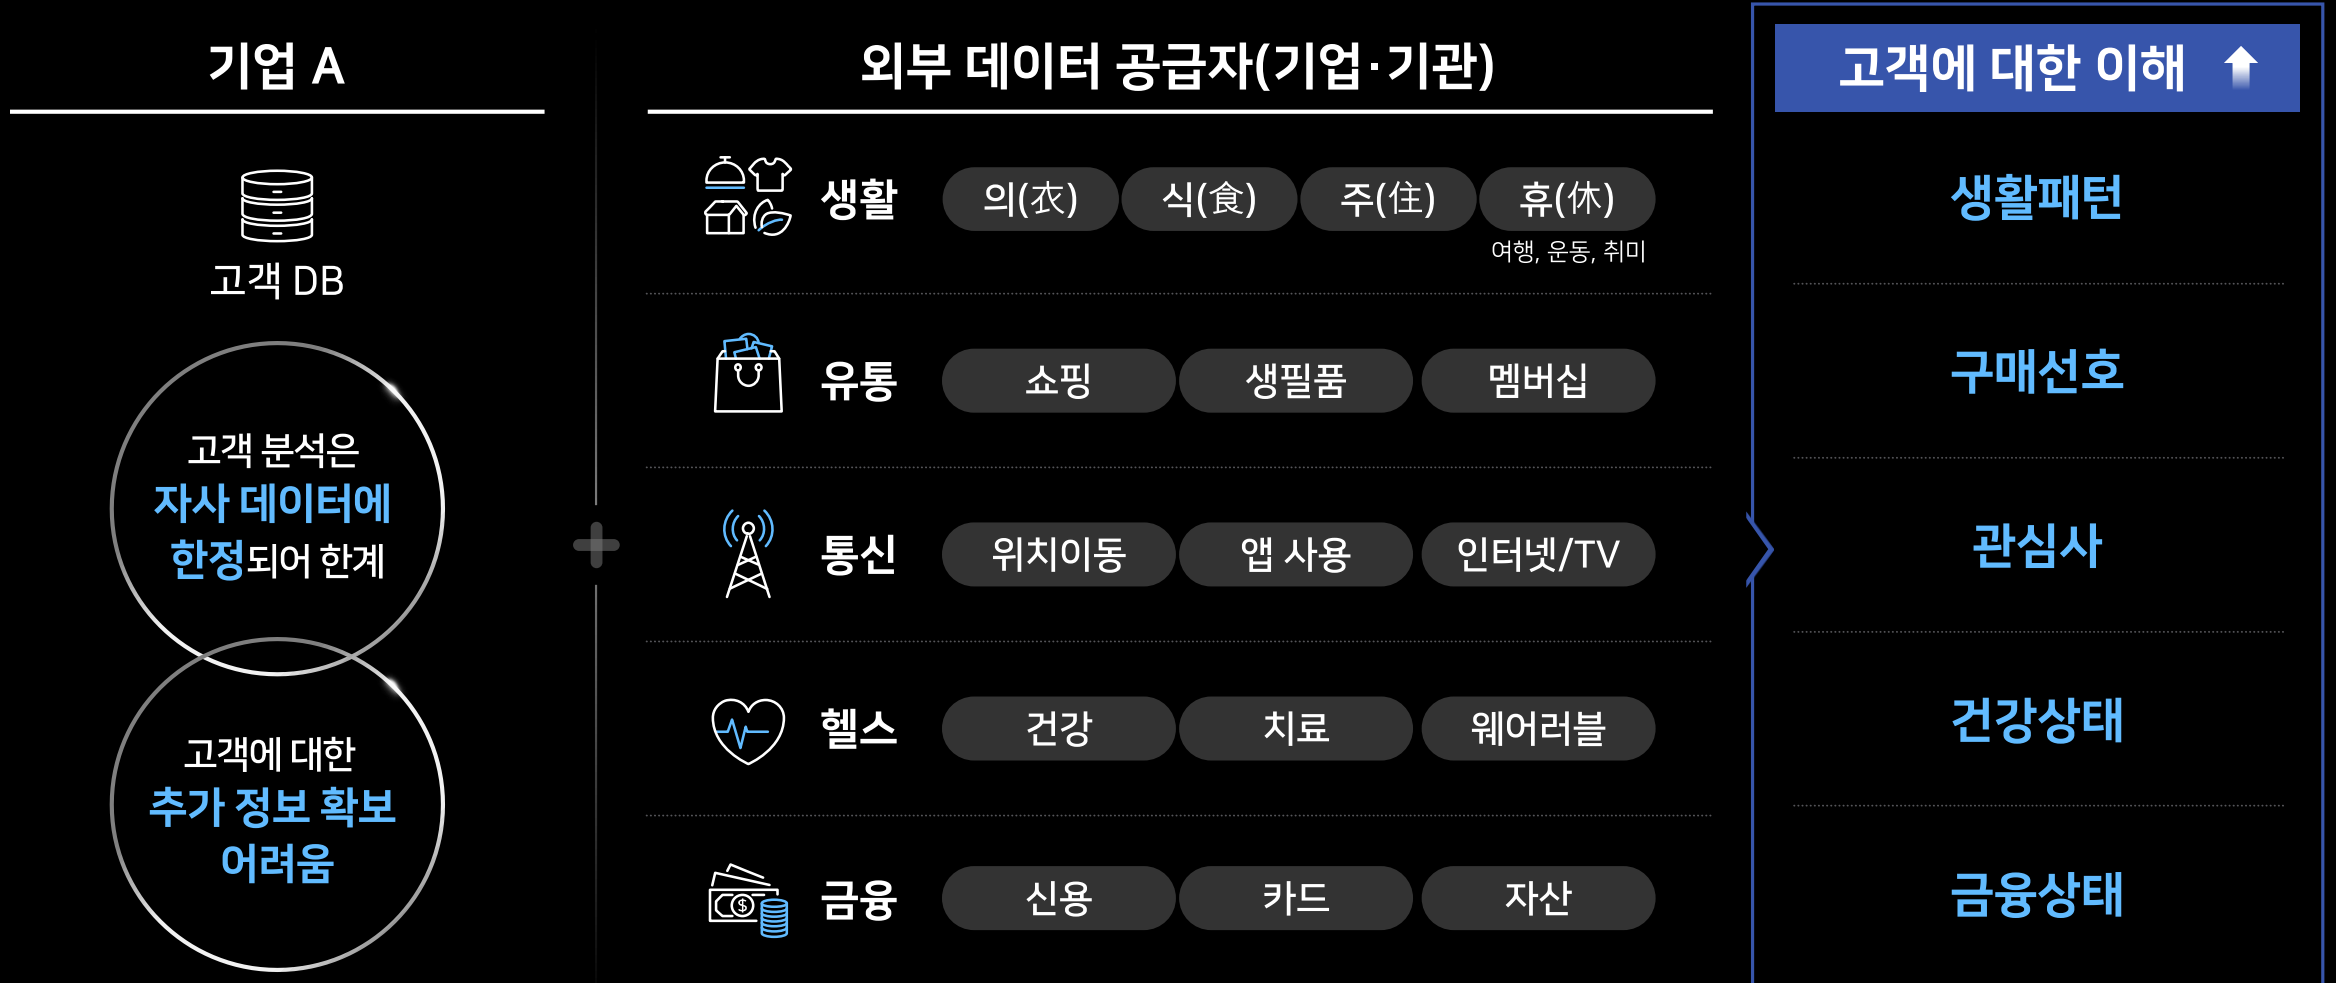 기업 A
고객 DB
고객 분석은
자사 데이터에
한정되어 한계
고객에 대한
추가 정보 확보
어려움
외부 데이터 공급자(기업·기관)
생활 의(衣) 식(食) 주(住) 휴(休)
여행, 운동, 취미
유통 쇼핑 생필품 멤버십
통신 위치이동 앱 사용 인터넷/TV
헬스 건강 치료 웨어러블
금융 신용 카드 자산
고객에 대한 이해
생활패턴
구매선호
관심사
건강상태
금융상태